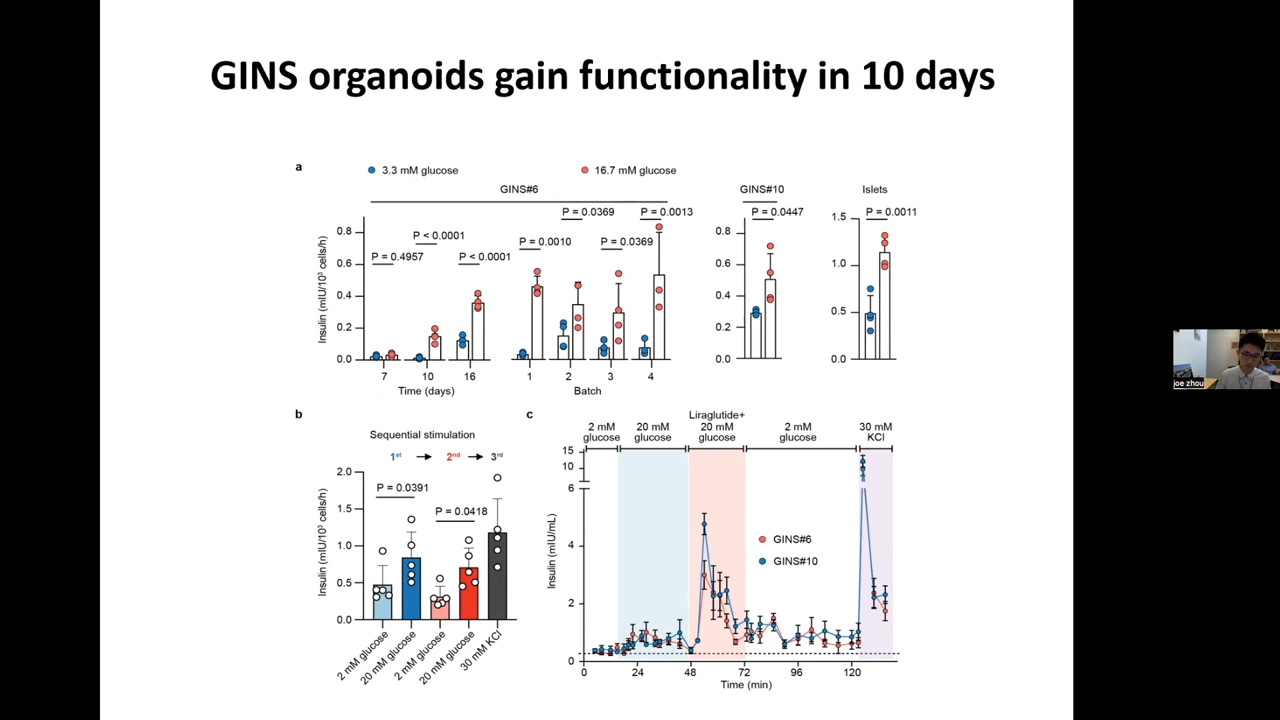 GINS organoids gain functionality in 10 days
a
3.3 mM glucose
16.7 mM glucose
GINS#6
GINS#10
Islets
P = 0.4957
P < 0.0001
P < 0.0001
P = 0.0010
P = 0.0369
P = 0.0369
P = 0.0013
P = 0.0447
P = 0.0011
Insulin (mIU/10³ cells/h)
0.8
0.6
0.4
0.2
0.0
7 10 16
Time (days)
1 2 3 4
Batch
0.8
0.6
0.4
0.2
0.0
1.5
1.0
0.5
0.0
b
Sequential stimulation
1st → 2nd → 3rd
P = 0.0391
P = 0.0418
Insulin (mIU/10³ cells/h)
2.0
1.5
1.0
0.5
0.0
2 mM glucose
20 mM glucose
2 mM glucose
20 mM glucose
30 mM KCl
c
2 mM glucose
20 mM glucose
Liraglutide+ 20 mM glucose
2 mM glucose
30 mM KCl
Insulin (mIU/mL)
15
10
6
4
2
0
GINS#6
GINS#10
0 24 48 72 96 120
Time (min)
joe zhou